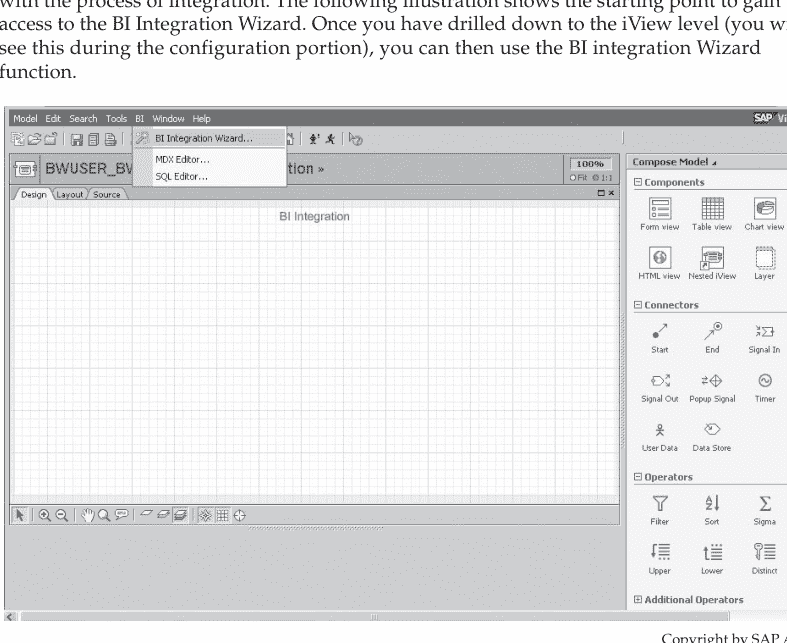 with the process of integration. The following illustration shows the starting point to gain
access to the BI Integration Wizard. Once you have drilled down to the iView level (you
see this during the configuration portion), you can then use the BI integration Wizard
function.
Model Edit Search Tools BI Window Help
SAP
BI Integration Wizard...
MDX Editor...
SQL Editor...
BWUSER_BW tion »
100%
Fit 1:1
Design Layout Source
BI Integration
Compose Model
Components
Form view Table view Chart view
HTML view Nested iView Layer
Connectors
Start End Signal In
Signal Out Popup Signal Timer
User Data Data Store
Operators
Filter Sort Sigma
Upper Lower Distinct
Additional Operators
Copyright by SAP